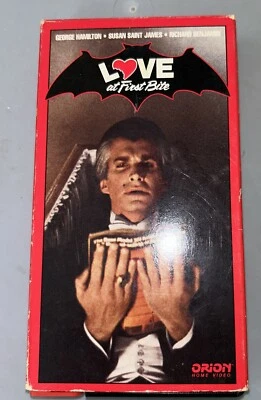 GEORGE HAMILTON • SUSAN SAINT JAMES • RICHARD BENJAMIN
LOVE
at First Bite
ORION
HOME VIDEO